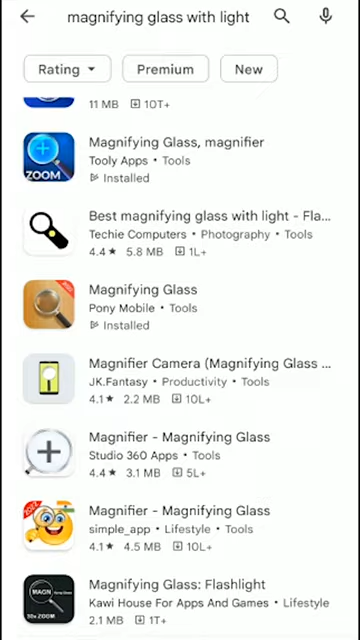 magnifying glass with light
Rating Premium New
11 MB 10T+
Magnifying Glass, magnifier
Tooly Apps • Tools
Installed
ZOOM
Best magnifying glass with light - Fla...
Techie Computers • Photography • Tools
4.4★ 5.8 MB 1L+
Magnifying Glass
Pony Mobile • Tools
Installed
Magnifier Camera (Magnifying Glass ...
JK.Fantasy • Productivity • Tools
4.1★ 2.2 MB 10L+
Magnifier - Magnifying Glass
Studio 360 Apps • Tools
4.4★ 3.1 MB 5L+
2022
Magnifier - Magnifying Glass
simple_app • Lifestyle • Tools
4.1★ 4.5 MB 10L+
Magnifying Glass: Flashlight
MAGN
Kawi House For Apps And Games • Lifestyle
2.1 MB 1T+